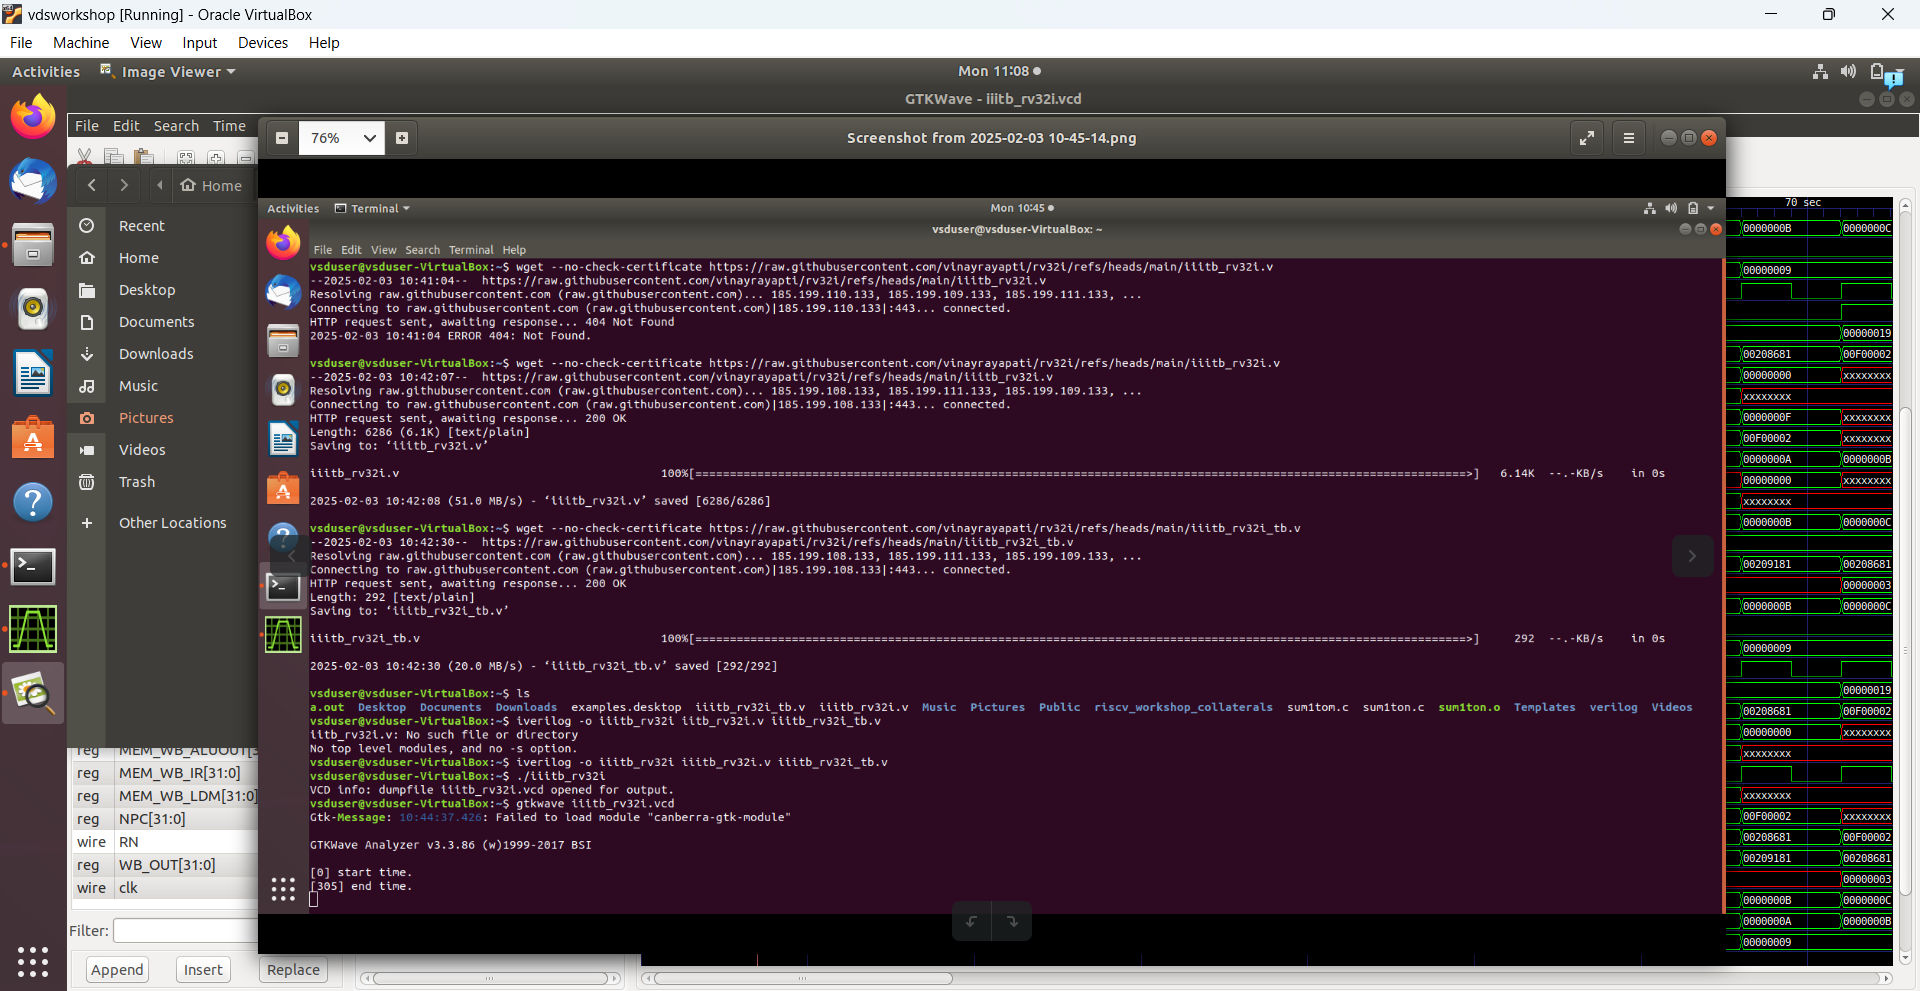 vdsworkshop [Running] - Oracle VirtualBox
File Machine View Input Devices Help
Activities Image Viewer Mon 11:08
GTKWave - iiitb_rv32i.vcd
File Edit Search Time
76% Screenshot from 2025-02-03 10-45-14.png
Home
Recent
Home
Desktop
Documents
Downloads
Music
Pictures
Videos
Trash
Other Locations
Activities Terminal Mon 10:45
vsduser@vsduser-VirtualBox: ~
File Edit View Search Terminal Help
vsduser@vsduser-VirtualBox:~$ wget --no-check-certificate https://raw.githubusercontent.com/vinayrayapti/rv32i/refs/heads/main/iiitb_rv32i.v
--2025-02-03 10:41:04-- https://raw.githubusercontent.com/vinayrayapti/rv32i/refs/heads/main/iiitb_rv32i.v
Resolving raw.githubusercontent.com (raw.githubusercontent.com)... 185.199.110.133, 185.199.109.133, 185.199.111.133, ...
Connecting to raw.githubusercontent.com (raw.githubusercontent.com)|185.199.110.133|:443... connected.
HTTP request sent, awaiting response... 404 Not Found
2025-02-03 10:41:04 ERROR 404: Not Found.
vsduser@vsduser-VirtualBox:~$ wget --no-check-certificate https://raw.githubusercontent.com/vinayrayapati/rv32i/refs/heads/main/iiitb_rv32i.v
--2025-02-03 10:42:07-- https://raw.githubusercontent.com/vinayrayapati/rv32i/refs/heads/main/iiitb_rv32i.v
Resolving raw.githubusercontent.com (raw.githubusercontent.com)... 185.199.108.133, 185.199.111.133, 185.199.109.133, ...
Connecting to raw.githubusercontent.com (raw.githubusercontent.com)|185.199.108.133|:443... connected.
HTTP request sent, awaiting response... 200 OK
Length: 6286 (6.1K) [text/plain]
Saving to: ‘iiitb_rv32i.v’
iiitb_rv32i.v 100%[================================================================================================================>] 6.14K --.-KB/s in 0s
2025-02-03 10:42:08 (51.0 MB/s) - ‘iiitb_rv32i.v’ saved [6286/6286]
vsduser@vsduser-VirtualBox:~$ wget --no-check-certificate https://raw.githubusercontent.com/vinayrayapati/rv32i/refs/heads/main/iiitb_rv32i_tb.v
--2025-02-03 10:42:30-- https://raw.githubusercontent.com/vinayrayapati/rv32i/refs/heads/main/iiitb_rv32i_tb.v
Resolving raw.githubusercontent.com (raw.githubusercontent.com)... 185.199.108.133, 185.199.111.133, 185.199.109.133, ...
Connecting to raw.githubusercontent.com (raw.githubusercontent.com)|185.199.108.133|:443... connected.
HTTP request sent, awaiting response... 200 OK
Length: 292 [text/plain]
Saving to: ‘iiitb_rv32i_tb.v’
iiitb_rv32i_tb.v 100%[================================================================================================================>] 292 --.-KB/s in 0s
2025-02-03 10:42:30 (20.0 MB/s) - ‘iiitb_rv32i_tb.v’ saved [292/292]
vsduser@vsduser-VirtualBox:~$ ls
a.out Desktop Documents Downloads examples.desktop iiitb_rv32i_tb.v iiitb_rv32i.v Music Pictures Public riscv_workshop_collaterals sum1tom.c sum1ton.c sum1ton.o Templates verilog Videos
vsduser@vsduser-VirtualBox:~$ iverilog -o iiitb_rv32i iitb_rv32i.v iiitb_rv32i_tb.v
iitb_rv32i.v: No such file or directory
No top level modules, and no -s option.
vsduser@vsduser-VirtualBox:~$ iverilog -o iiitb_rv32i iiitb_rv32i.v iiitb_rv32i_tb.v
vsduser@vsduser-VirtualBox:~$ ./iiitb_rv32i
VCD info: dumpfile iiitb_rv32i.vcd opened for output.
vsduser@vsduser-VirtualBox:~$ gtkwave iiitb_rv32i.vcd
Gtk-Message: 10:44:37.426: Failed to load module "canberra-gtk-module"
GTKWave Analyzer v3.3.86 (w)1999-2017 BSI
[0] start time.
[305] end time.
reg MEM_WB_ALUOUT[3
reg MEM_WB_IR[31:0]
reg MEM_WB_LDM[31:0]
reg NPC[31:0]
wire RN
reg WB_OUT[31:0]
wire clk
Filter:
Append Insert Replace
70 sec
0000000B 0000000C
00000009
00000019
00208681 00F00002
00000000 xxxxxxxx
xxxxxxxx
0000000F xxxxxxxx
00F00002 xxxxxxxx
0000000A 0000000B
00000000 xxxxxxxx
xxxxxxxx
0000000B 0000000C
00209181 00208681
00000003
0000000B 0000000C
00000009
00000019
00208681 00F00002
00000000 xxxxxxxx
xxxxxxxx
xxxxxxxx
00F00002 xxxxxxxx
00208681 00F00002
00209181 00208681
00000003
0000000B 0000000C
0000000A 0000000B
00000009